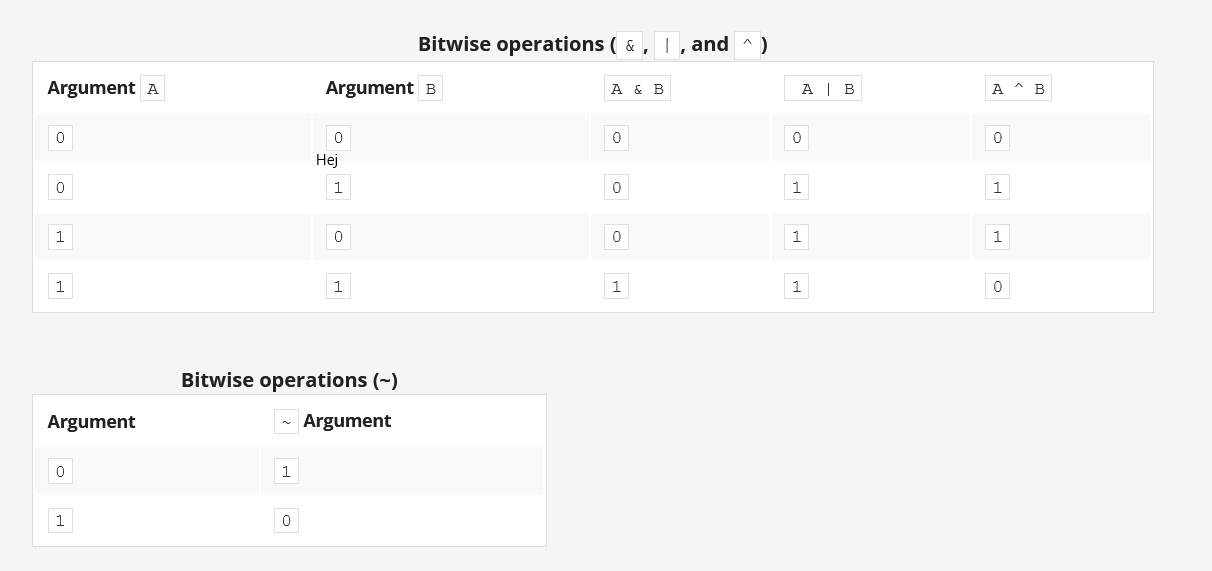 Bitwise operations (&, |, and ^)
Argument A Argument B A & B A | B A ^ B
0 0 0 0 0
Hej
0 1 0 1 1
1 0 0 1 1
1 1 1 1 0
Bitwise operations (~)
Argument ~ Argument
0 1
1 0